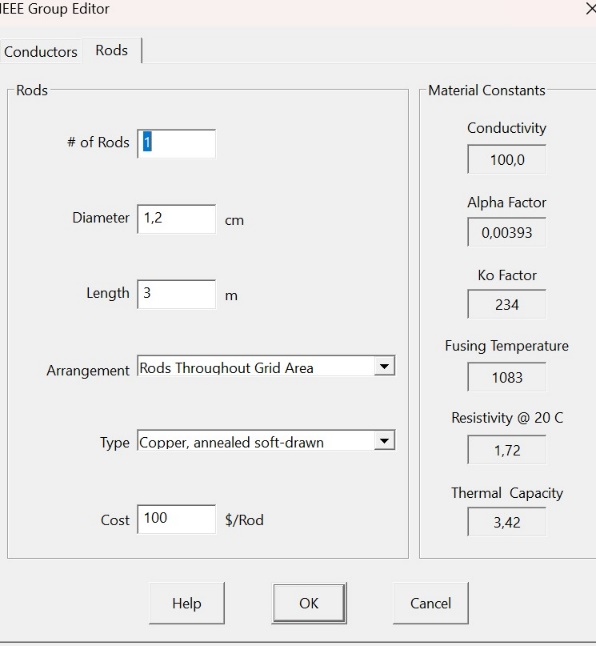 IEEE Group Editor
Conductors Rods
Rods
# of Rods 1
Diameter 1,2 cm
Length 3 m
Arrangement Rods Throughout Grid Area
Type Copper, annealed soft-drawn
Cost 100 $/Rod
Material Constants
Conductivity
100,0
Alpha Factor
0,00393
Ko Factor
234
Fusing Temperature
1083
Resistivity @ 20 C
1,72
Thermal Capacity
3,42
Help OK Cancel